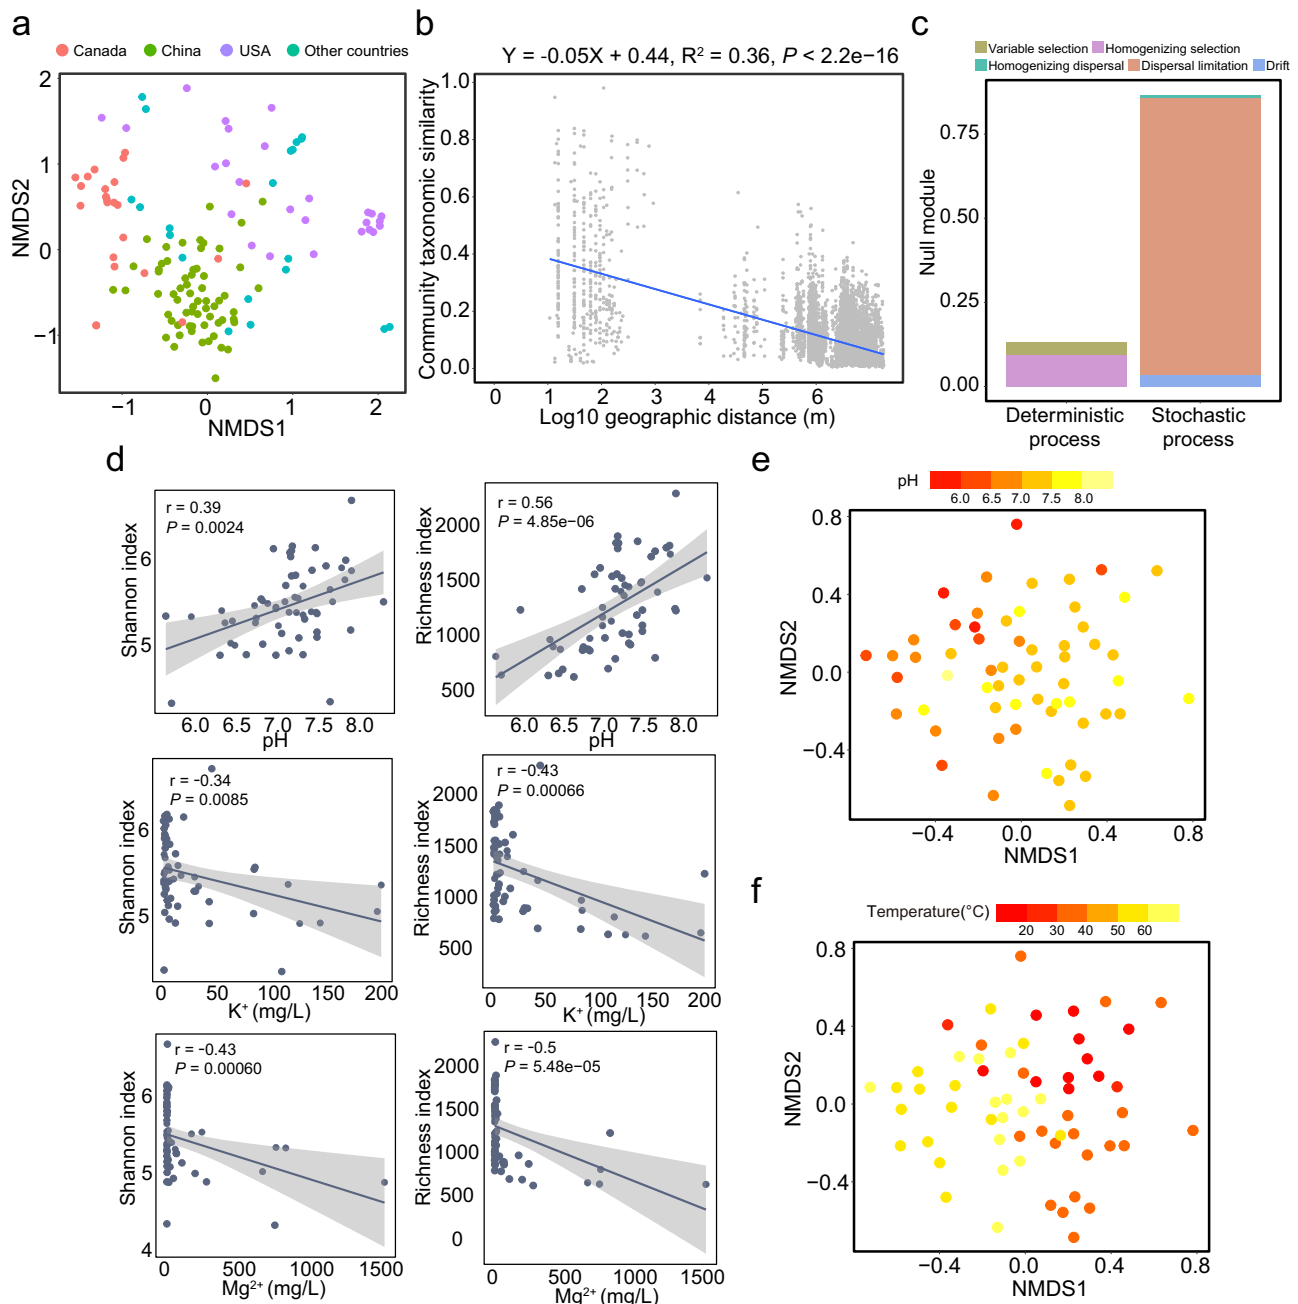 a
Canada China USA Other countries
2
1
0
−1
NMDS2
−1 0 1 2
NMDS1
b
Y = -0.05X + 0.44, R² = 0.36, P < 2.2e−16
1.0
0.8
0.6
0.4
0.2
0.0
Community taxonomic similarity
0 1 2 3 4 5 6
Log10 geographic distance (m)
c
Variable selection Homogenizing selection
Homogenizing dispersal Dispersal limitation Drift
0.75
0.50
0.25
0.00
Null module
Deterministic process
Stochastic process
d
r = 0.39
P = 0.0024
6
5
Shannon index
6.0 6.5 7.0 7.5 8.0
pH
r = 0.56
P = 4.85e−06
2000
1500
1000
500
Richness index
6.0 6.5 7.0 7.5 8.0
pH
r = −0.34
P = 0.0085
6
5
Shannon index
0 50 100 150 200
K⁺ (mg/L)
r = −0.43
P = 0.00066
2000
1500
1000
500
Richness index
0 50 100 150 200
K⁺ (mg/L)
r = −0.43
P = 0.00060
6
5
4
Shannon index
0 500 1000 1500
Mg²⁺ (mg/L)
r = −0.5
P = 5.48e−05
2000
1500
1000
500
0
Richness index
0 500 1000 1500
Mg²⁺ (mg/L)
e
pH
6.0 6.5 7.0 7.5 8.0
0.8
0.4
0.0
−0.4
NMDS2
−0.4 0.0 0.4 0.8
NMDS1
f
Temperature(°C)
20 30 40 50 60
0.8
0.4
0.0
−0.4
NMDS2
−0.4 0.0 0.4 0.8
NMDS1